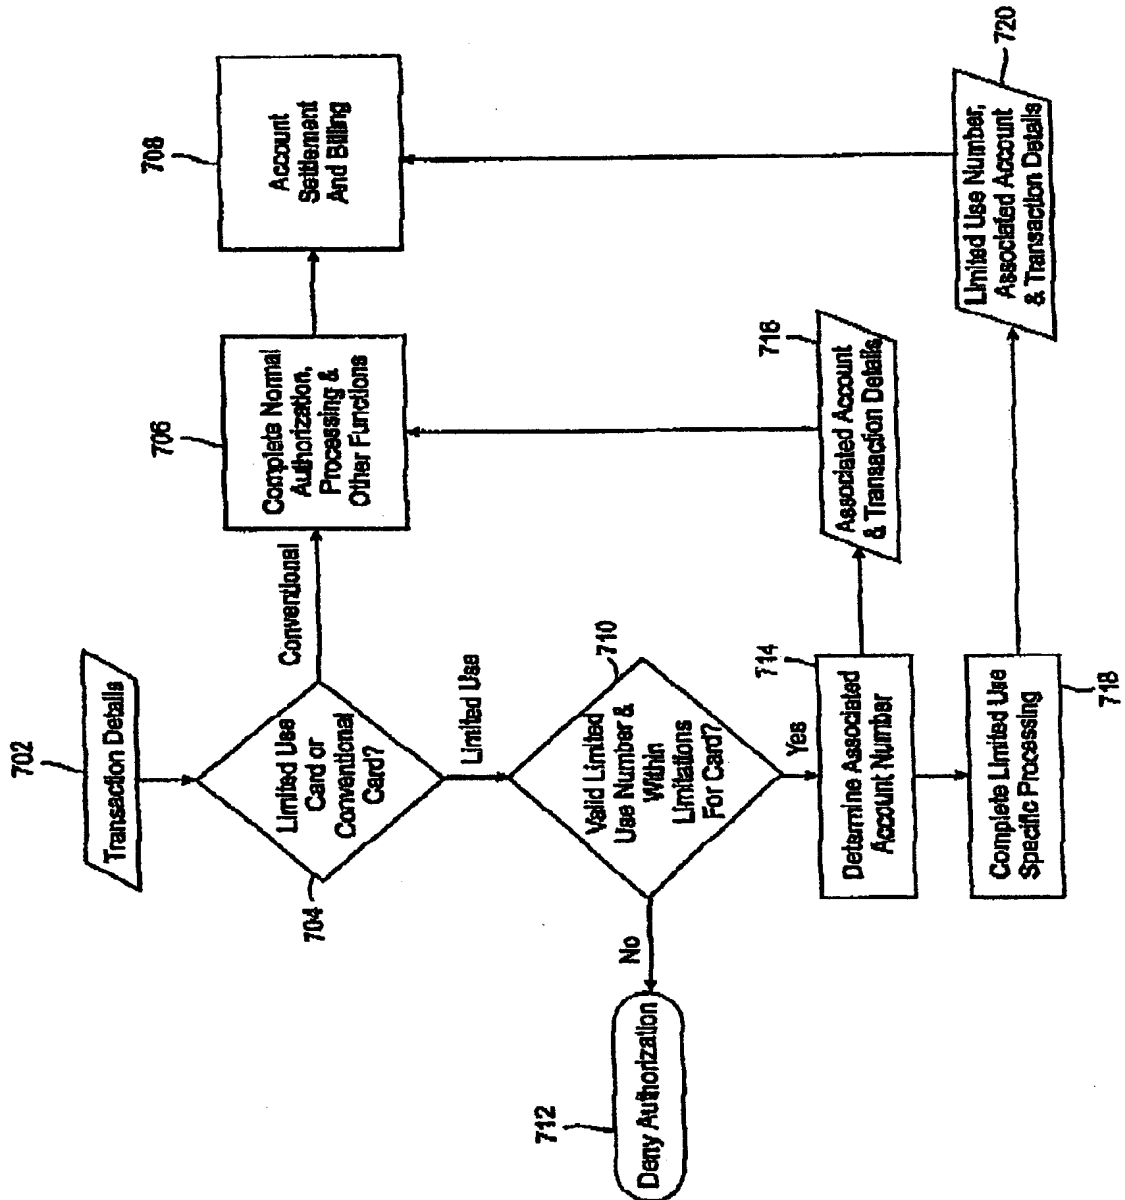 702
Transaction Details
Limited Use
Card or
Conventional
Card?
704
Conventional
706
Complete Normal
Authorization,
Processing &
Other Functions
708
Account
Settlement
And Billing
Limited Use
710
Valid Limited
Use Number &
Within
Limitations
For Card?
No
712
Deny Authorization
Yes
714
Determine Associated
Account Number
716
Associated Account
& Transaction Details
Complete Limited Use
Specific Processing
718
720
Limited Use Number,
Associated Account
& Transaction Details